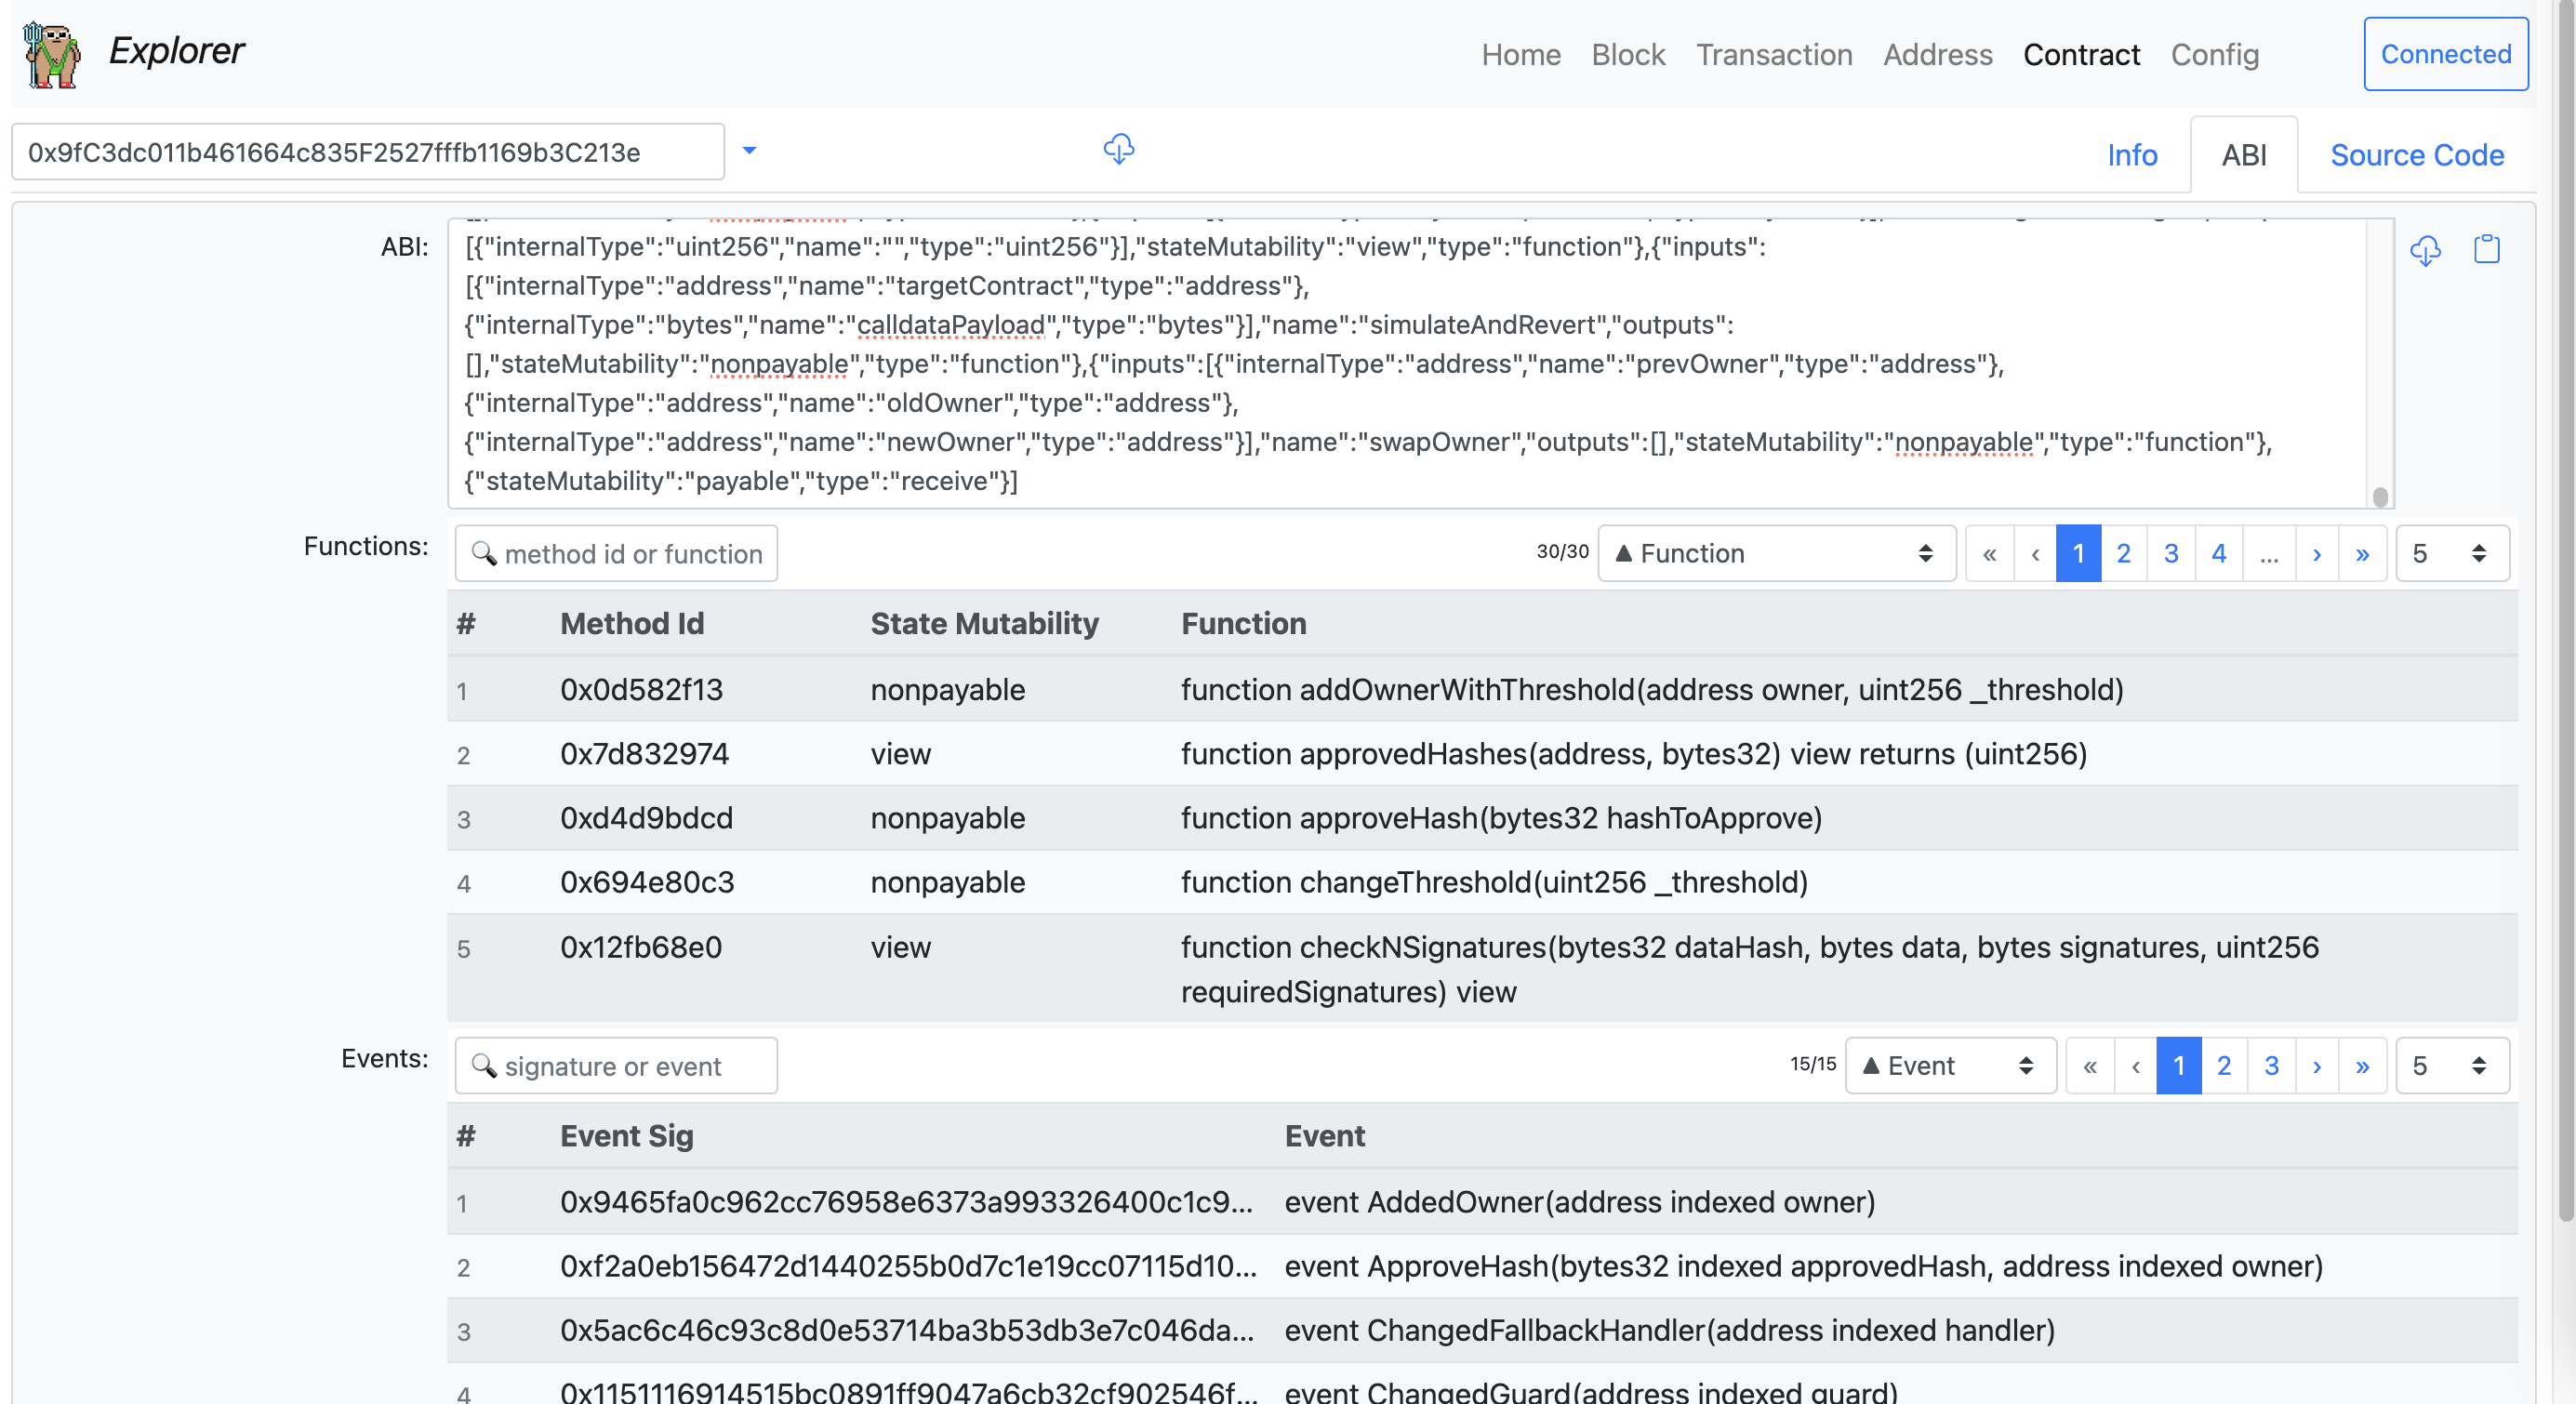 Explorer
Home Block Transaction Address Contract Config Connected
0x9fC3dc011b461664c835F2527fffb1169b3C213e
Info ABI Source Code
ABI:
[{"internalType":"uint256","name":"","type":"uint256"}],"stateMutability":"view","type":"function"},{"inputs":
[{"internalType":"address","name":"targetContract","type":"address"},
{"internalType":"bytes","name":"calldataPayload","type":"bytes"}],"name":"simulateAndRevert","outputs":
[],"stateMutability":"nonpayable","type":"function"},{"inputs":[{"internalType":"address","name":"prevOwner","type":"address"},
{"internalType":"address","name":"oldOwner","type":"address"},
{"internalType":"address","name":"newOwner","type":"address"}],"name":"swapOwner","outputs":[],"stateMutability":"nonpayable","type":"function"},
{"stateMutability":"payable","type":"receive"}]
Functions:
🔍 method id or function
30/30 ▲ Function « ‹ 1 2 3 4 … › » 5
# Method Id State Mutability Function
1 0x0d582f13 nonpayable function addOwnerWithThreshold(address owner, uint256 _threshold)
2 0x7d832974 view function approvedHashes(address, bytes32) view returns (uint256)
3 0xd4d9bdcd nonpayable function approveHash(bytes32 hashToApprove)
4 0x694e80c3 nonpayable function changeThreshold(uint256 _threshold)
5 0x12fb68e0 view function checkNSignatures(bytes32 dataHash, bytes data, bytes signatures, uint256
requiredSignatures) view
Events:
🔍 signature or event
15/15 ▲ Event « ‹ 1 2 3 › » 5
# Event Sig Event
1 0x9465fa0c962cc76958e6373a993326400c1c9... event AddedOwner(address indexed owner)
2 0xf2a0eb156472d1440255b0d7c1e19cc07115d10... event ApproveHash(bytes32 indexed approvedHash, address indexed owner)
3 0x5ac6c46c93c8d0e53714ba3b53db3e7c046da... event ChangedFallbackHandler(address indexed handler)
4 0x1151116914515bc0891ff9047a6cb32cf902546f... event ChangedGuard(address indexed guard)